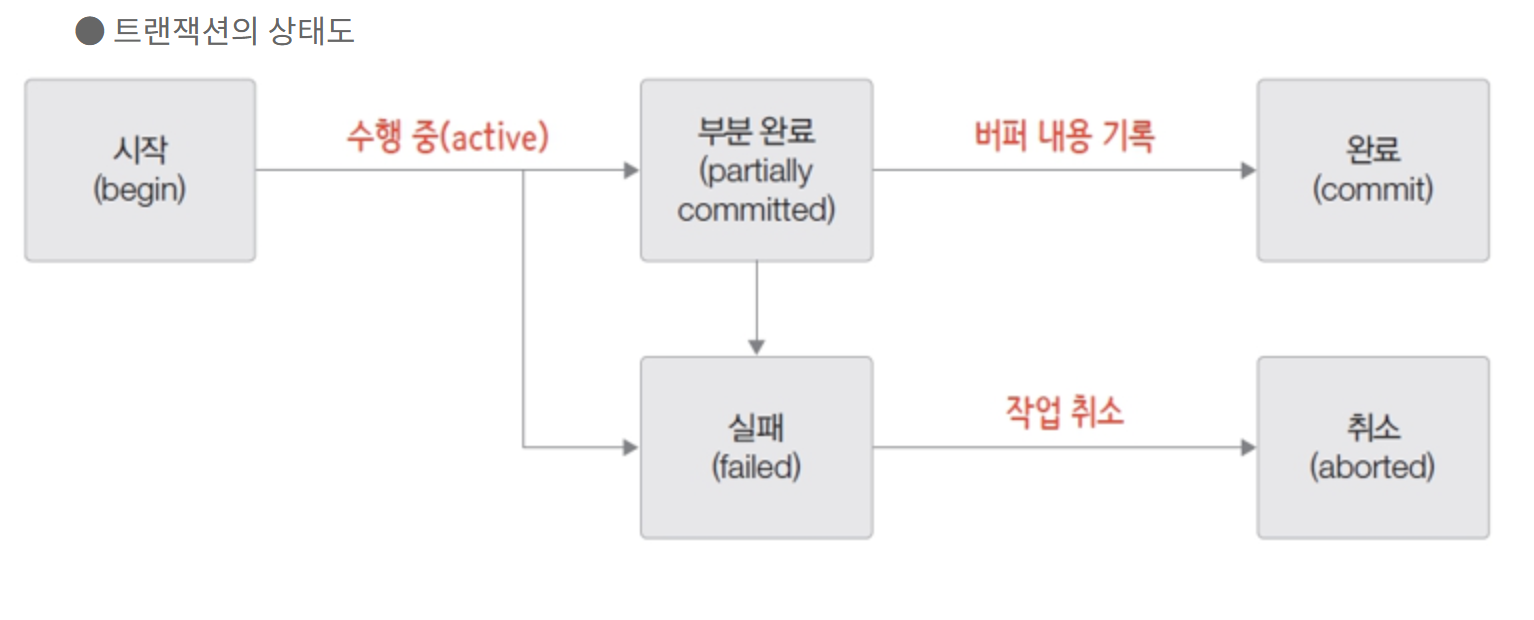 ● 트랜잭션의 상태도
시작
(begin)
수행 중(active)
부분 완료
(partially
committed)
버퍼 내용 기록
완료
(commit)
실패
(failed)
작업 취소
취소
(aborted)